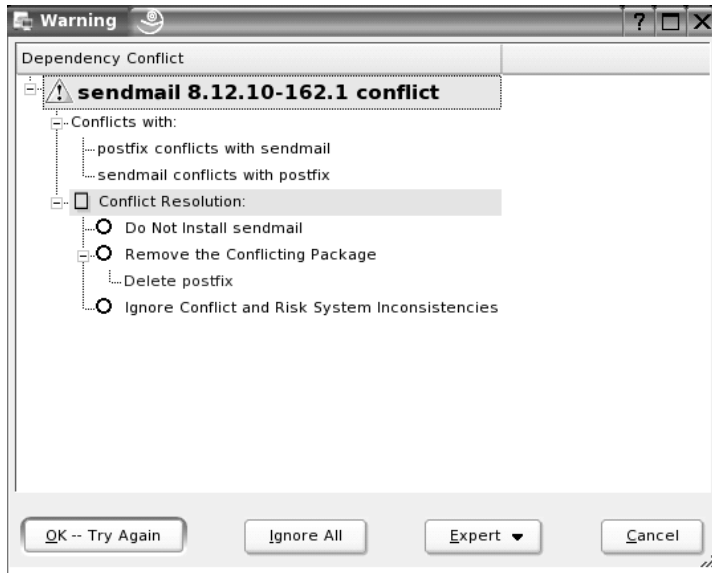 Warning
Dependency Conflict
sendmail 8.12.10-162.1 conflict
Conflicts with:
postfix conflicts with sendmail
sendmail conflicts with postfix
Conflict Resolution:
Do Not Install sendmail
Remove the Conflicting Package
Delete postfix
Ignore Conflict and Risk System Inconsistencies
OK -- Try Again Ignore All Expert Cancel